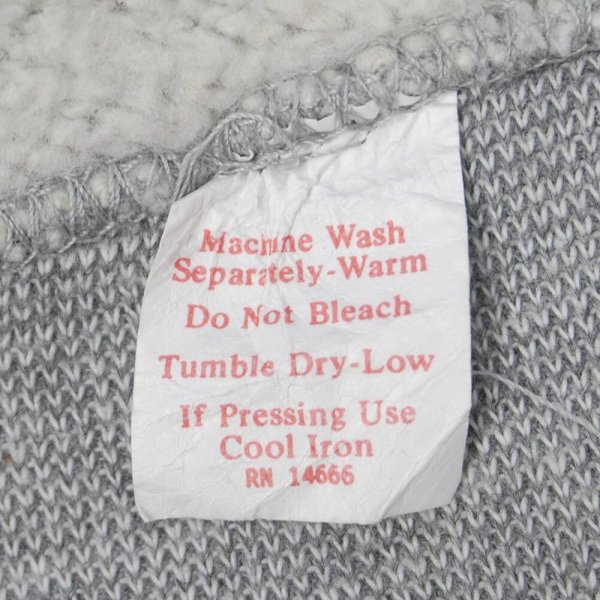 Machine Wash
Separately-Warm
Do Not Bleach
Tumble Dry-Low
If Pressing Use
Cool Iron
RN 14666